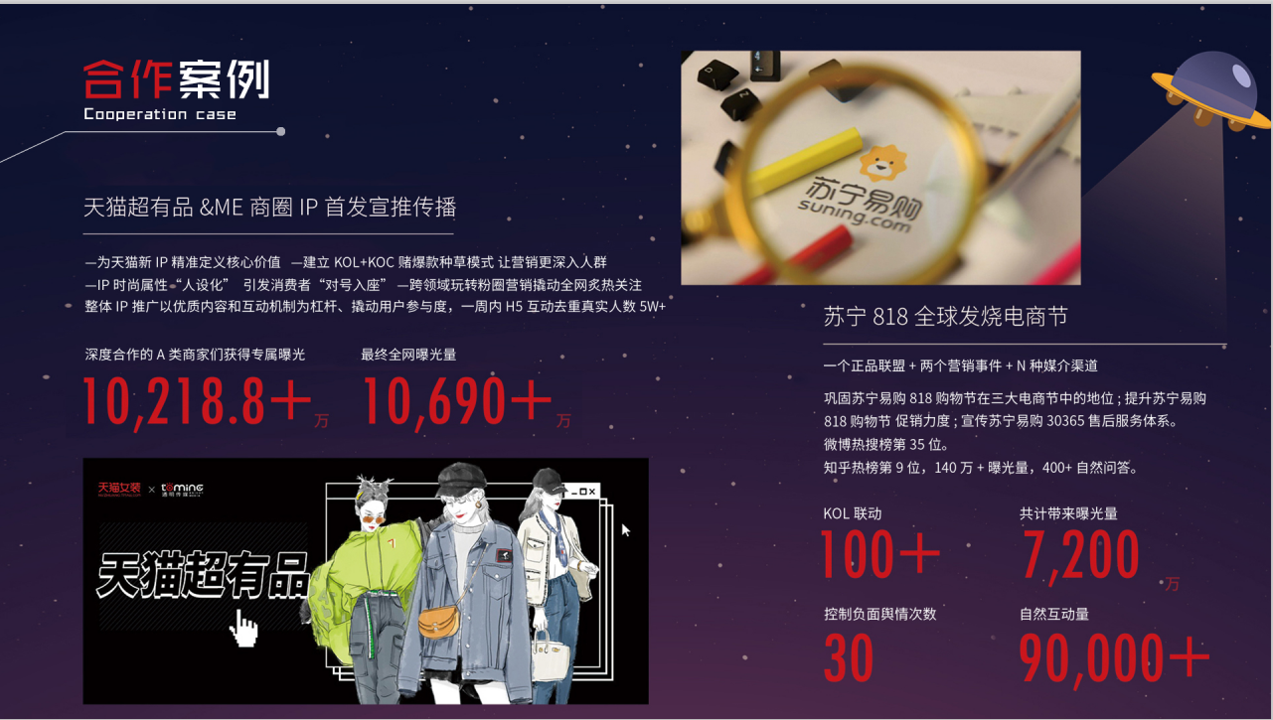 合作案例
Cooperation case
天猫超有品 &ME 商圈 IP 首发宣推传播
—为天猫新 IP 精准定义核心价值 —建立 KOL+KOC 赌爆款种草模式 让营销更深入人群
—IP 时尚属性 “人设化” 引发消费者“对号入座” —跨领域玩转粉圈营销撬动全网炙热关注
整体 IP 推广以优质内容和互动机制为杠杆、撬动用户参与度，一周内 H5 互动去重真实人数 5W+
深度合作的 A 类商家们获得专属曝光
10,218.8+万
最终全网曝光量
10,690+万
天猫女装 × toming
天猫超有品
苏宁易购
suning.com
苏宁 818 全球发烧电商节
一个正品联盟 + 两个营销事件 + N 种媒介渠道
巩固苏宁易购 818 购物节在三大电商节中的地位 ; 提升苏宁易购
818 购物节 促销力度 ; 宣传苏宁易购 30365 售后服务体系。
微博热搜榜第 35 位。
知乎热榜第 9 位，140 万 + 曝光量，400+ 自然问答。
KOL 联动
100+
共计带来曝光量
7,200 万
控制负面舆情次数
30
自然互动量
90,000+